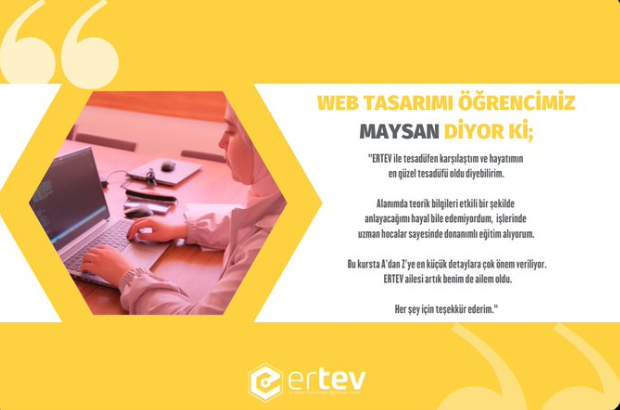 WEB TASARIMI ÖĞRENCİMİZ
MAYSAN DİYOR Kİ;
"ERTEV ile tesadüfen karşılaştım ve hayatımın
en güzel tesadüfü oldu diyebilirim.
Alanımda teorik bilgileri etkili bir şekilde
anlayacağımı hayal bile edemiyordum, işlerinde
uzman hocalar sayesinde donanımlı eğitim alıyorum.
Bu kursta A'dan Z'ye en küçük detaylara çok önem veriliyor.
ERTEV ailesi artık benim de ailem oldu.
Her şey için teşekkür ederim."
ertev